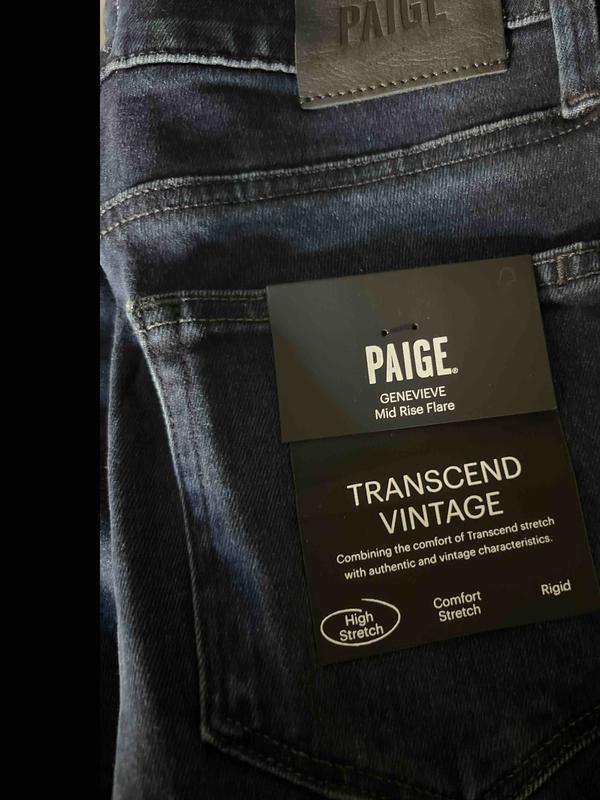 PAIGE
PAIGE®
GENEVIEVE
Mid Rise Flare
TRANSCEND
VINTAGE
Combining the comfort of Transcend stretch
with authentic and vintage characteristics.
High Stretch
Comfort Stretch
Rigid